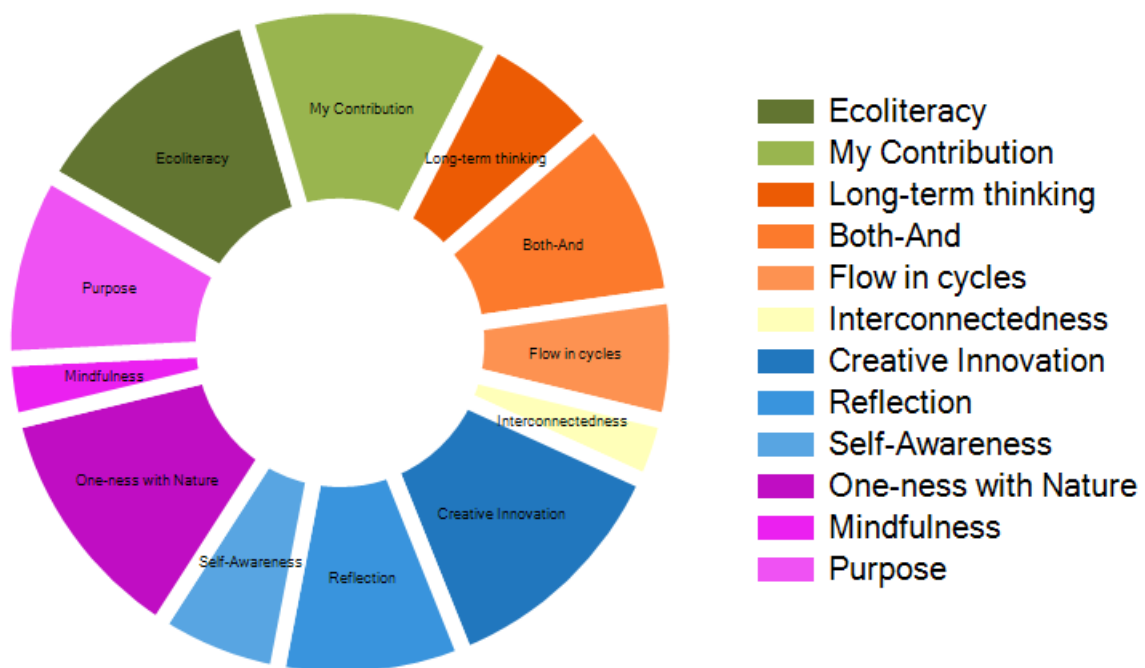 My Contribution
Ecoliteracy
Long-term thinking
Both-And
Purpose
Flow in cycles
Mindfulness
Interconnectedness
One-ness with Nature
Creative Innovation
Self-Awareness
Reflection
Ecoliteracy
My Contribution
Long-term thinking
Both-And
Flow in cycles
Interconnectedness
Creative Innovation
Reflection
Self-Awareness
One-ness with Nature
Mindfulness
Purpose